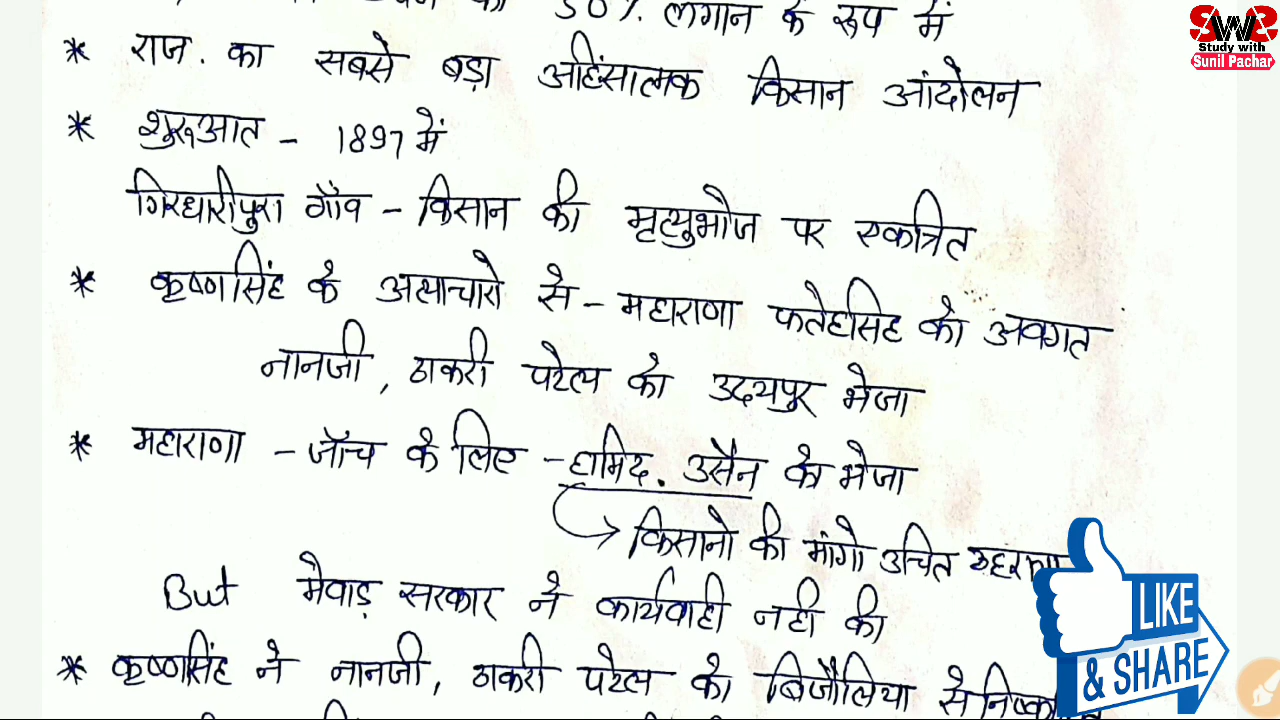 50% लगान के रूप में
* राज. का सबसे बड़ा अहिंसात्मक किसान आंदोलन
* शुरूआत - 1897 में
गिरधारीपुरा गाँव - किसान की मृत्युभोज पर एकत्रित
* कृष्णसिंह के अत्याचारो से - महाराणा फतेहसिंह को अवगत
नानजी, ठाकरी पटेल को उदयपुर भेजा
* महाराणा - जाँच के लिए - हामिद. उसैन को भेजा
→ किसानो की मांगो उचित ठहराया
But मेवाड़ सरकार ने कार्यवाही नही की
* कृष्णसिंह ने नानजी, ठाकरी पटेल को बिजौलिया से
SWS
Study with
Sunil Pachar
LIKE
& SHARE